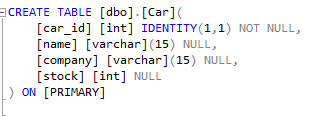 CREATE TABLE [dbo].[Car](
[car_id] [int] IDENTITY(1,1) NOT NULL,
[name] [varchar](15) NULL,
[company] [varchar](15) NULL,
[stock] [int] NULL
) ON [PRIMARY]